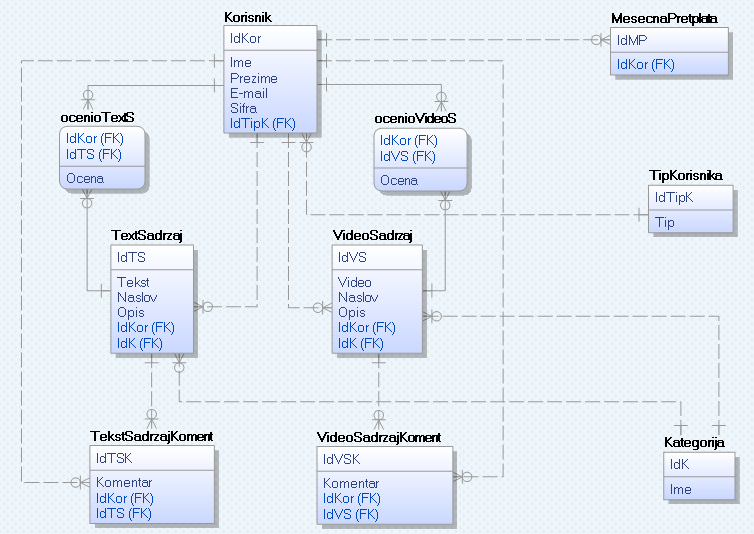 Korisnik
IdKor
Ime
Prezime
E-mail
Sifra
IdTipK (FK)
MesecnaPretplata
IdMP
IdKor (FK)
ocenioTextS
IdKor (FK)
IdTS (FK)
Ocena
ocenioVideoS
IdKor (FK)
IdVS (FK)
Ocena
TipKorisnika
IdTipK
Tip
TextSadrzaj
IdTS
Tekst
Naslov
Opis
IdKor (FK)
IdK (FK)
VideoSadrzaj
IdVS
Video
Naslov
Opis
IdKor (FK)
IdK (FK)
TekstSadrzajKoment
IdTSK
Komentar
IdKor (FK)
IdTS (FK)
VideoSadrzajKoment
IdVSK
Komentar
IdKor (FK)
IdVS (FK)
Kategorija
IdK
Ime